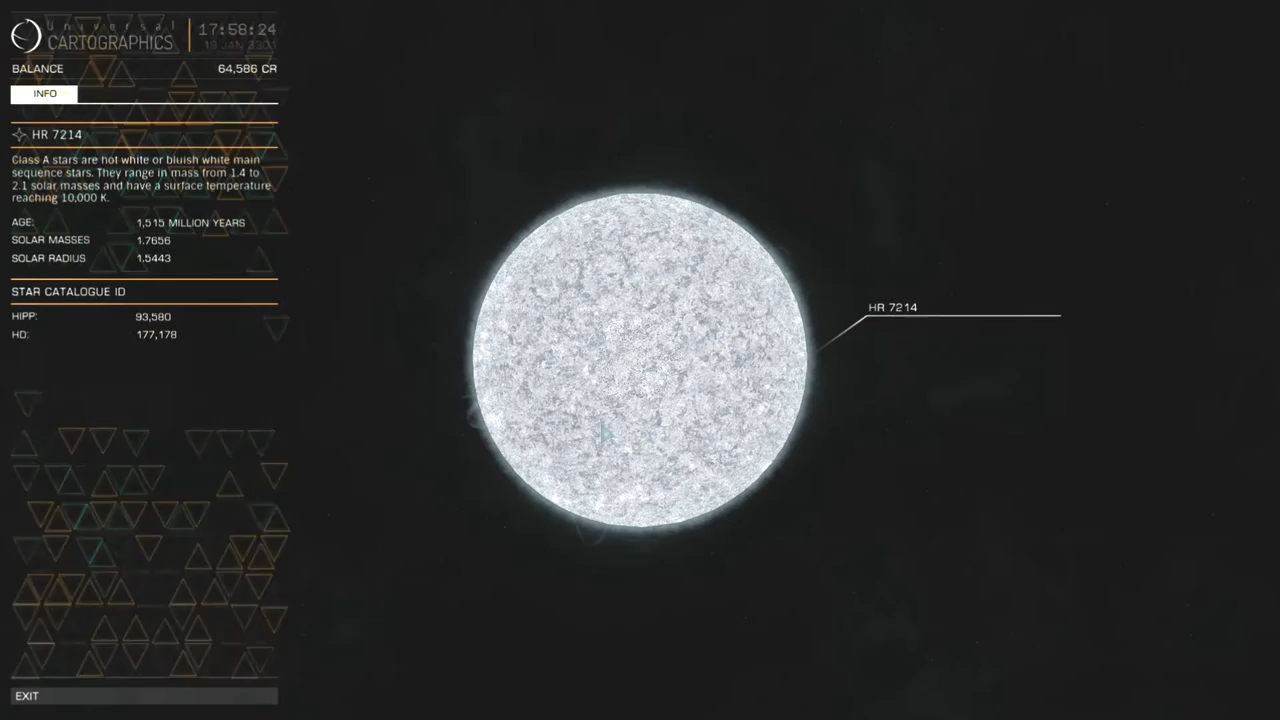 Universal
CARTOGRAPHICS
17:58:24
19 JAN 3301
BALANCE 64,586 CR
INFO
HR 7214
Class A stars are hot white or bluish white main
sequence stars. They range in mass from 1.4 to
2.1 solar masses and have a surface temperature
reaching 10,000 K.
AGE: 1,515 MILLION YEARS
SOLAR MASSES 1.7656
SOLAR RADIUS 1.5443
STAR CATALOGUE ID
HIPP: 93,580
HD: 177,178
HR 7214
EXIT